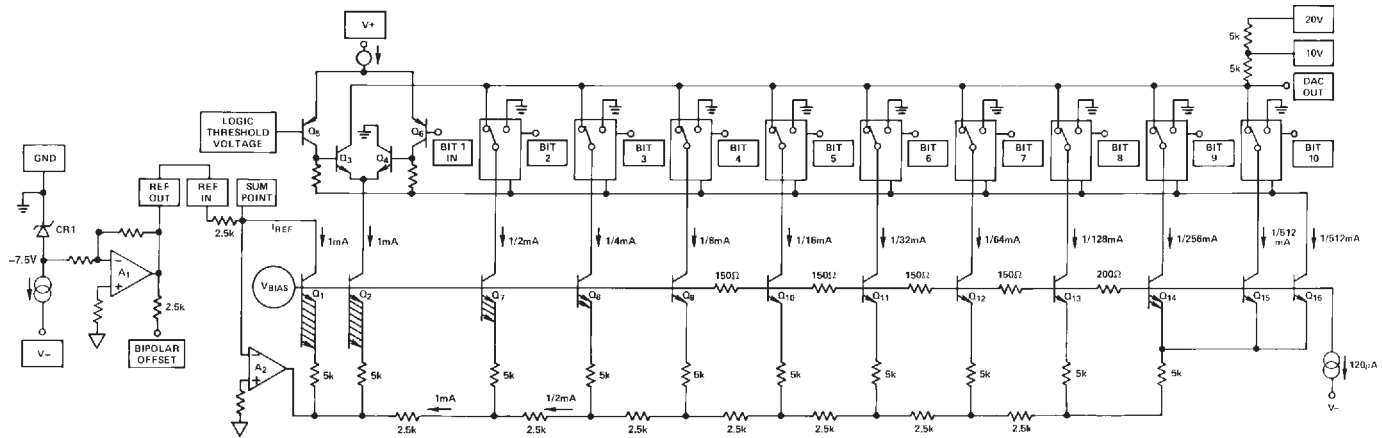 V+
20V
5k
10V
5k
DAC
OUT
LOGIC
THRESHOLD
VOLTAGE
Q5
Q6
Q3
Q4
BIT 1
IN
BIT
2
BIT
3
BIT
4
BIT
5
BIT
6
BIT
7
BIT
8
BIT
9
BIT
10
GND
REF
OUT
REF
IN
SUM
POINT
2.5k
IREF
CR1
-7.5V
A1
2.5k
V-
BIPOLAR
OFFSET
1mA
1mA
1/2mA
1/4mA
1/8mA
1/16mA
1/32mA
1/64mA
1/128mA
1/256mA
1/512
mA
1/512mA
150Ω
150Ω
150Ω
150Ω
200Ω
VBIAS
Q1
Q2
Q7
Q8
Q9
Q10
Q11
Q12
Q13
Q14
Q15
Q16
A2
5k
5k
5k
5k
5k
5k
5k
5k
5k
5k
120μA
V-
1mA
1/2mA
2.5k
2.5k
2.5k
2.5k
2.5k
2.5k
2.5k